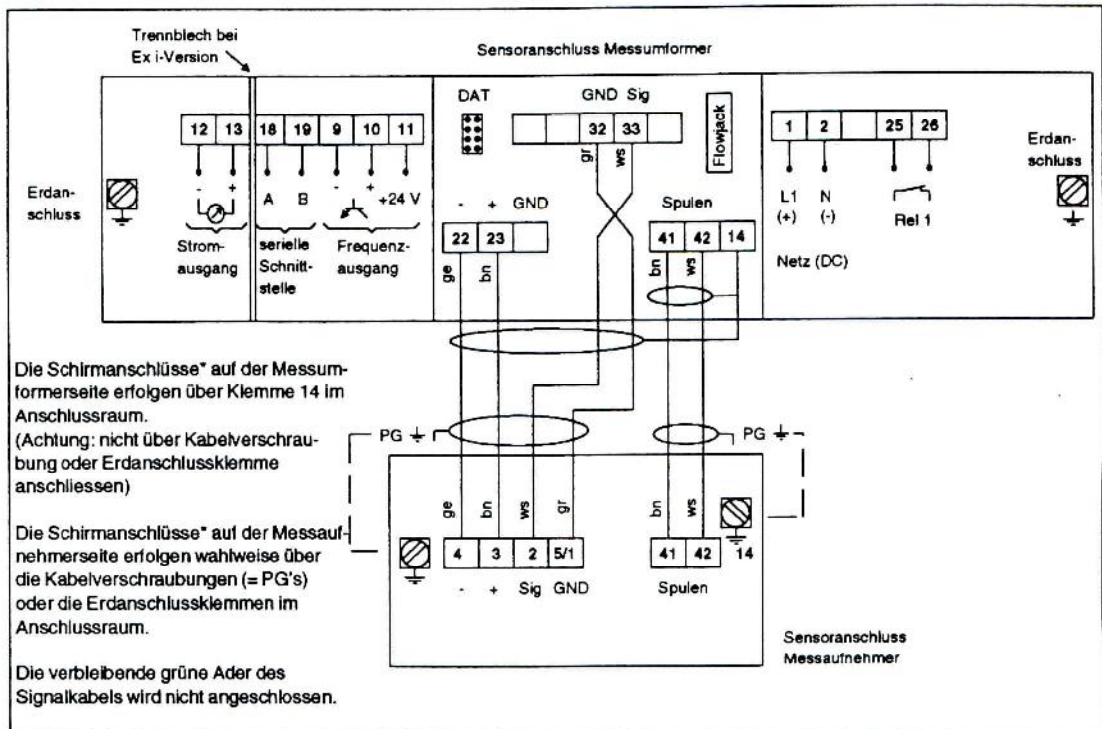 Trennblech bei
Ex i-Version
Sensoranschluss Messumformer
DAT
GND Sig
Flowjack
12 13 18 19 9 10 11
32 33
1 2 25 26
gr ws
Erdan-
schluss
- + A B - + +24 V
Strom-
ausgang
serielle
Schnitt-
stelle
Frequenz-
ausgang
- + GND
22 23
ge bn
Spulen
41 42 14
bn ws
L1 N
(+) (-)
Rel 1
Netz (DC)
Erdan-
schluss
Die Schirmanschlüsse* auf der Messum-
formerseite erfolgen über Klemme 14 im
Anschlussraum.
(Achtung: nicht über Kabelverschrau-
bung oder Erdanschlussklemme
anschliessen)
Die Schirmanschlüsse* auf der Messauf-
nehmerseite erfolgen wahlweise über
die Kabelverschraubungen (= PG's)
oder die Erdanschlussklemmen im
Anschlussraum.
Die verbleibende grüne Ader des
Signalkabels wird nicht angeschlossen.
PG
PG
ge bn ws gr
bn ws
4 3 2 5/1
41 42 14
- + Sig GND
Spulen
Sensoranschluss
Messaufnehmer